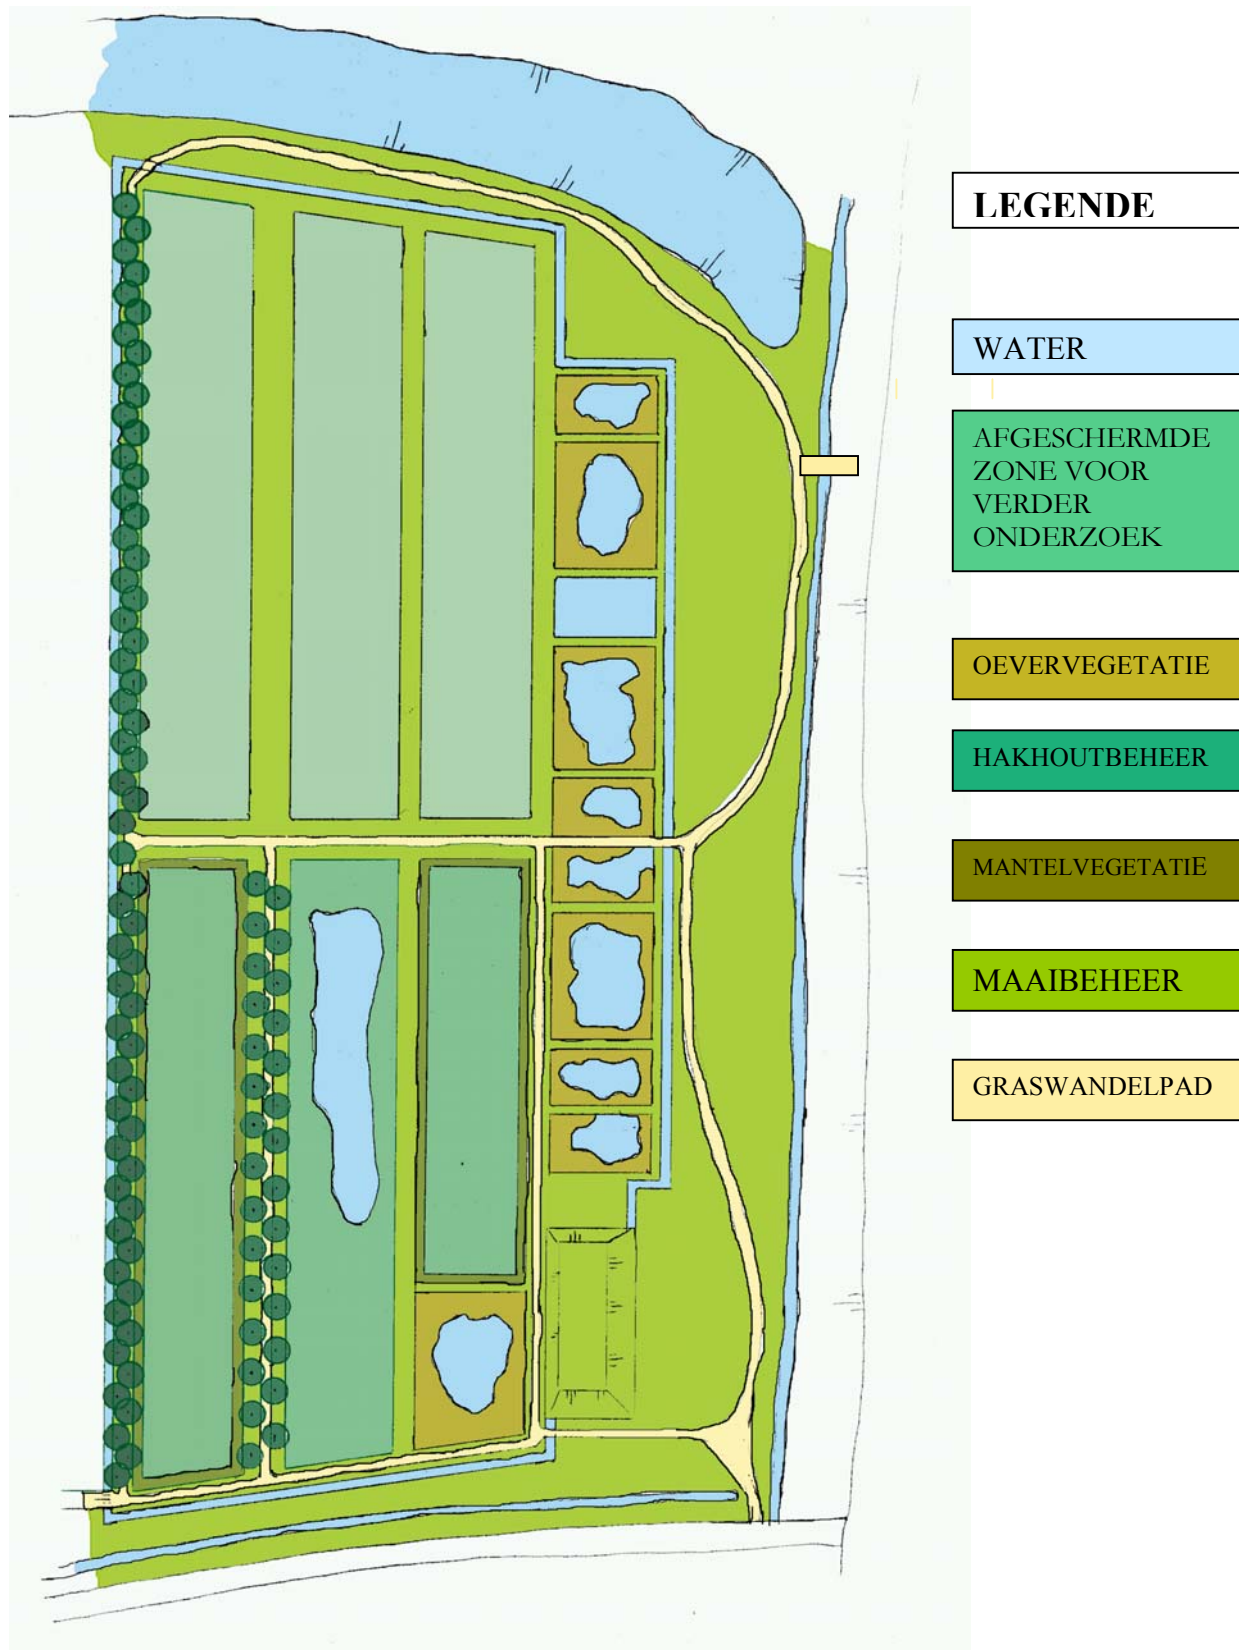 LEGENDE
WATER
AFGESCHERMDE
ZONE VOOR
VERDER
ONDERZOEK
OEVERVEGETATIE
HAKHOUTBEHEER
MANTELVEGETATIE
MAAIBEHEER
GRASWANDELPAD